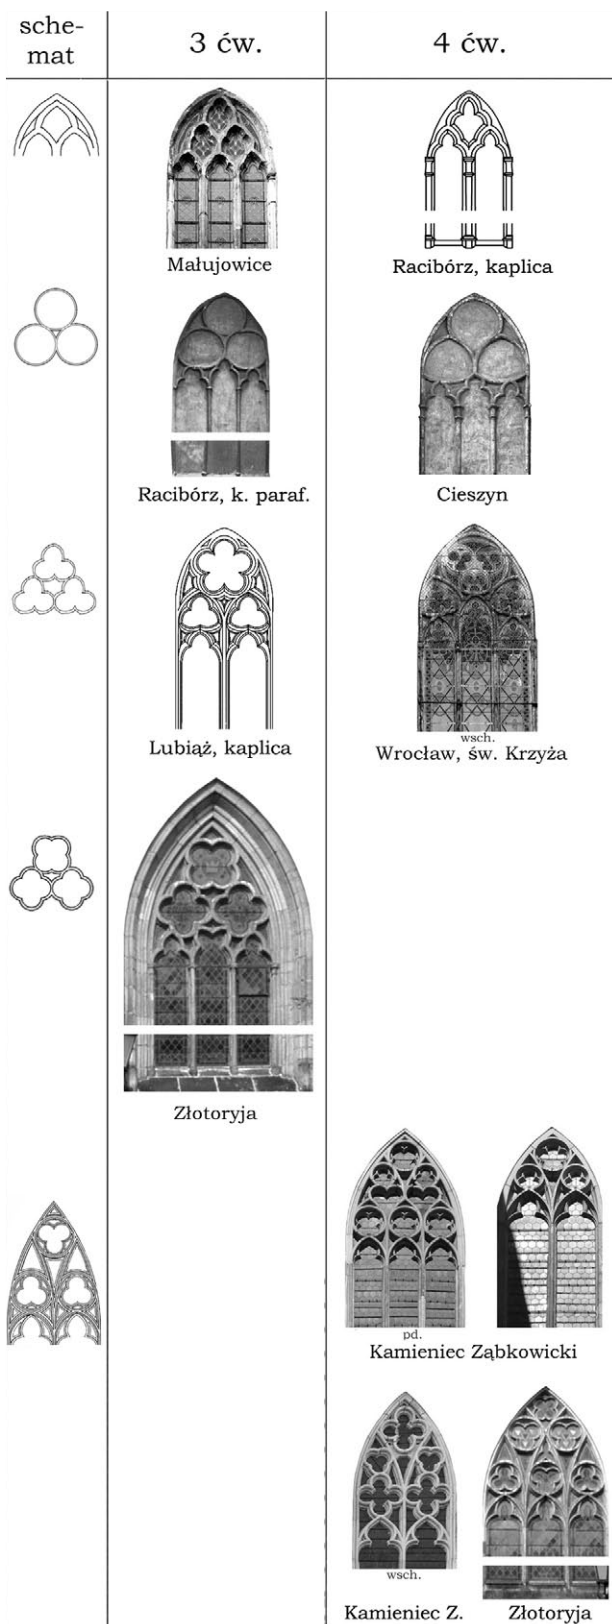 sche-
mat
3 ćw.
4 ćw.
Małujowice
Racibórz, kaplica
Racibórz, k. paraf.
Cieszyn
Lubiąż, kaplica
wsch.
Wrocław, św. Krzyża
Złotoryja
pd.
Kamieniec Ząbkowicki
wsch.
Kamieniec Z.
Złotoryja